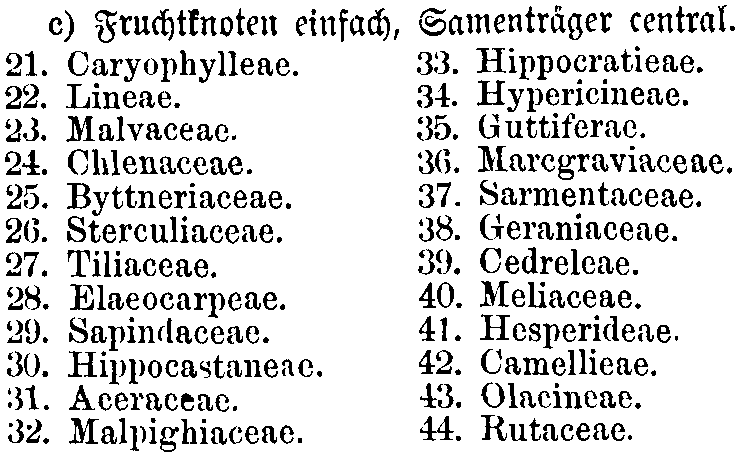 c) Fruchtknoten einfach, Samenträger central.
21. Caryophylleae.
22. Lineae.
23. Malvaceae.
24. Chlenaceae.
25. Byttneriaceae.
26. Sterculiaceae.
27. Tiliaceae.
28. Elaeocarpeae.
29. Sapindaceae.
30. Hippocastaneae.
31. Aceraceae.
32. Malpighiaceae.
33. Hippocratieae.
34. Hypericineae.
35. Guttiferae.
36. Marcgraviaceae.
37. Sarmentaceae.
38. Geraniaceae.
39. Cedreleae.
40. Meliaceae.
41. Hesperideae.
42. Camellieae.
43. Olacineae.
44. Rutaceae.